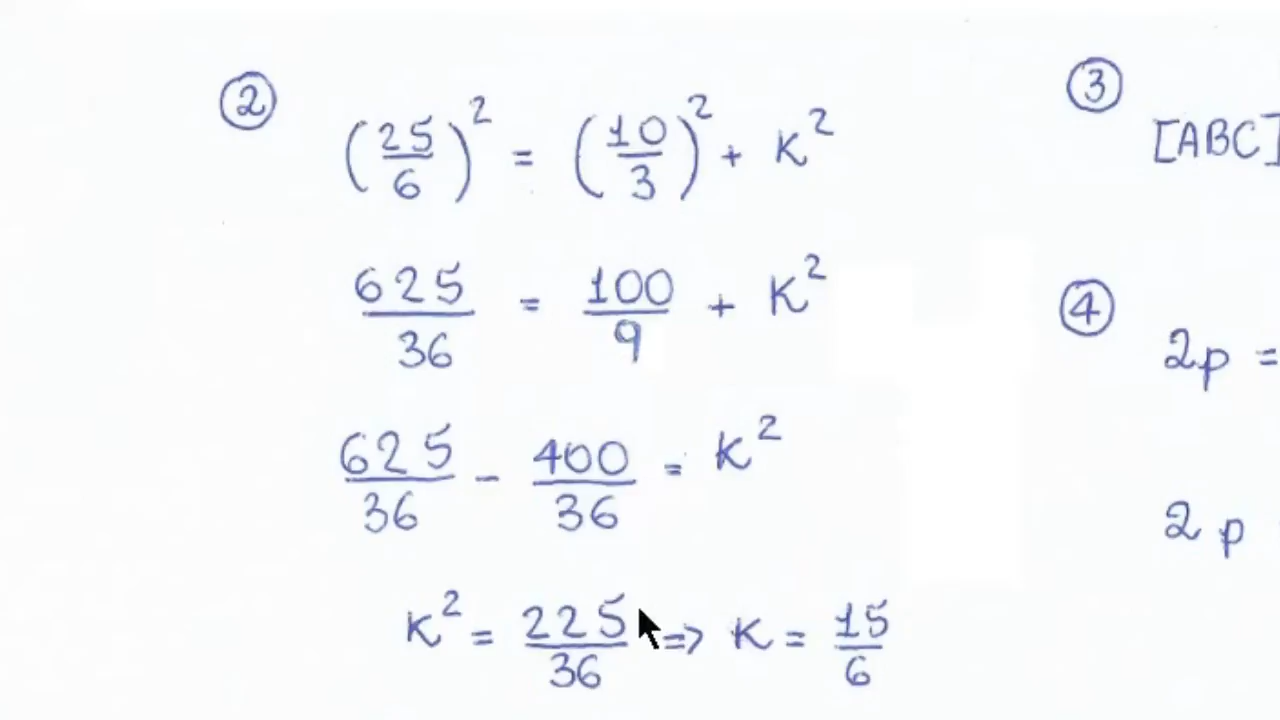 ②
(25/6)² = (10/3)² + K²
625/36 = 100/9 + K²
625/36 - 400/36 = K²
K² = 225/36 => K = 15/6
③
[ABC]
④
2p =
2p